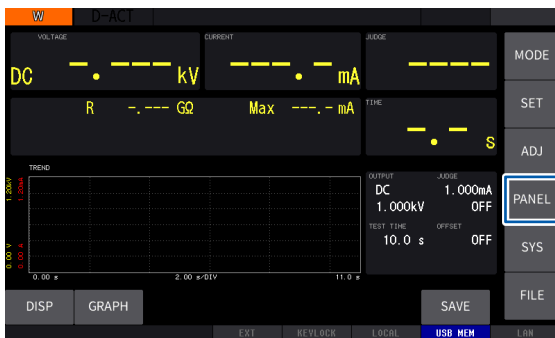 W D-ACT
VOLTAGE CURRENT JUDGE
DC -.--- kV ---.- mA ----
R -.--- GΩ Max ---.- mA
TIME
-.- s
TREND
1.20kV
1.20mA
0.00 V
0.00 A
0.00 s 2.00 s/DIV 11.0 s
OUTPUT JUDGE
DC 1.000mA
1.000kV OFF
TEST TIME OFFSET
10.0 s OFF
MODE
SET
ADJ
PANEL
SYS
FILE
DISP GRAPH SAVE
EXT KEYLOCK LOCAL USB MEM LAN